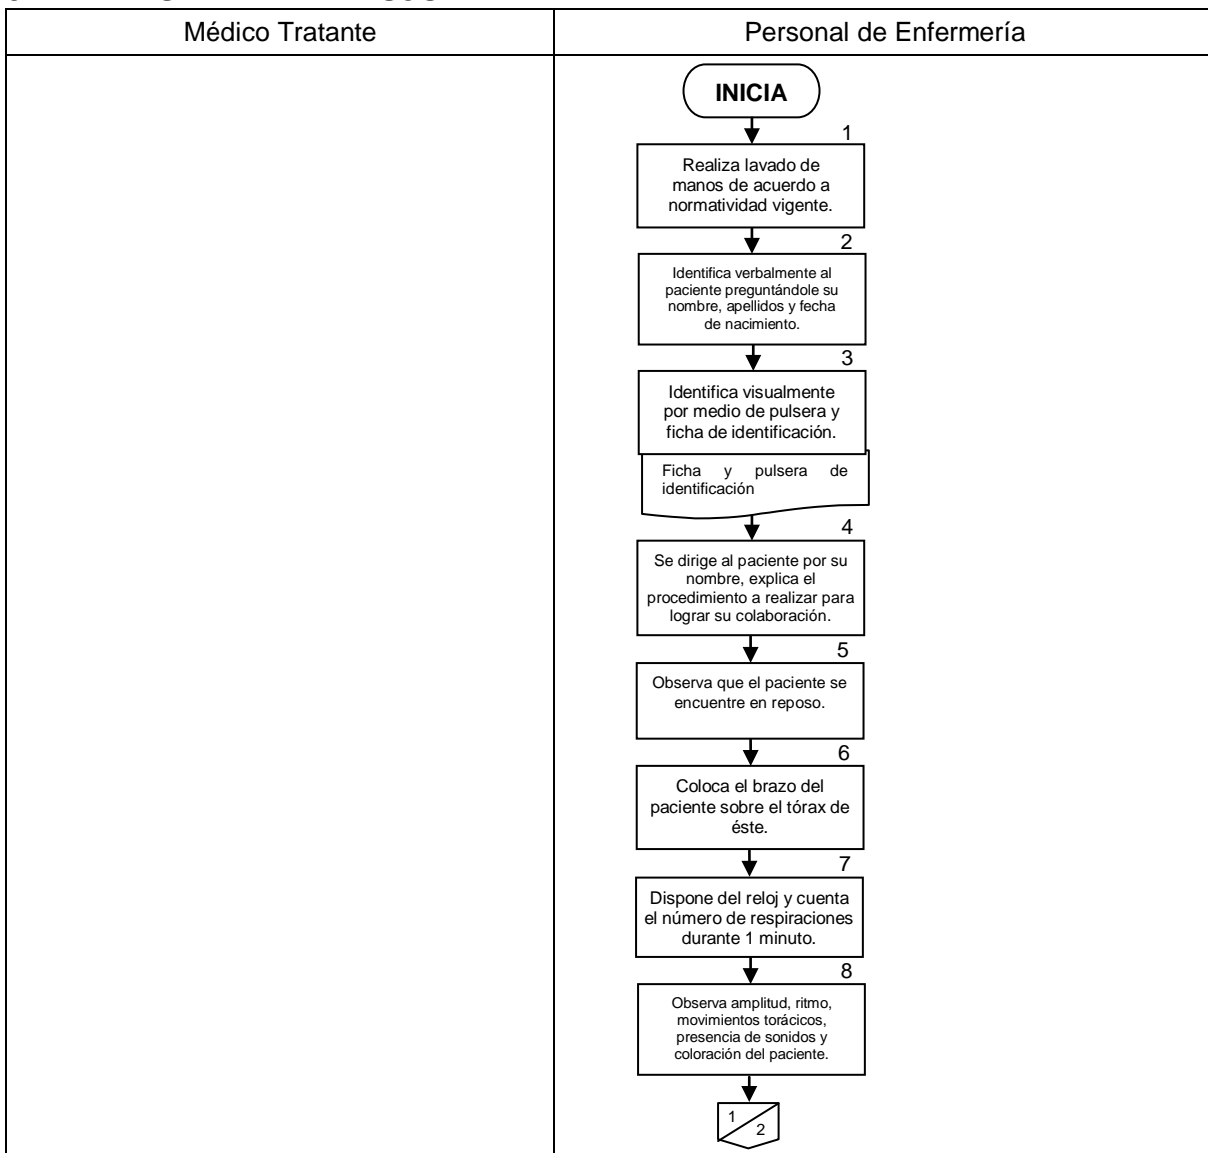 Médico Tratante
Personal de Enfermería
INICIA
1
Realiza lavado de
manos de acuerdo a
normatividad vigente.
2
Identifica verbalmente al
paciente preguntándole su
nombre, apellidos y fecha
de nacimiento.
3
Identifica visualmente
por medio de pulsera y
ficha de identificación.
Ficha y pulsera de
identificación
4
Se dirige al paciente por su
nombre, explica el
procedimiento a realizar para
lograr su colaboración.
5
Observa que el paciente se
encuentre en reposo.
6
Coloca el brazo del
paciente sobre el tórax de
éste.
7
Dispone del reloj y cuenta
el número de respiraciones
durante 1 minuto.
8
Observa amplitud, ritmo,
movimientos torácicos,
presencia de sonidos y
coloración del paciente.
1
2